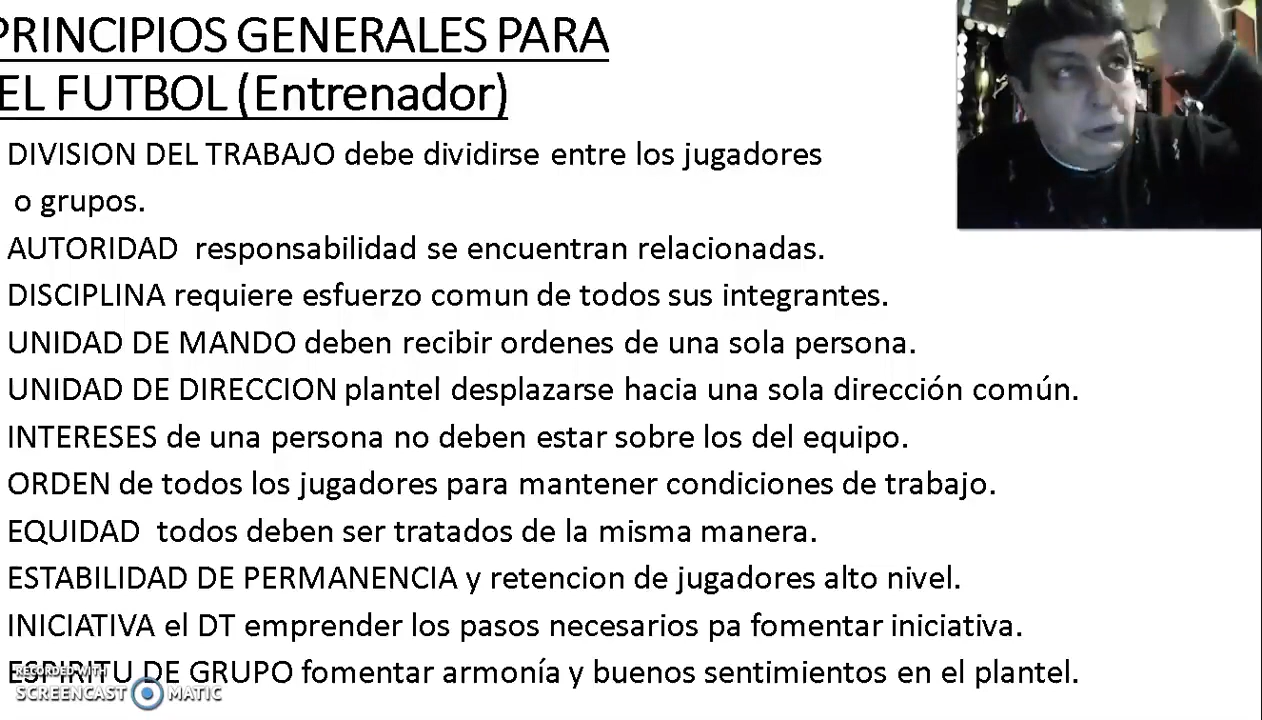 PRINCIPIOS GENERALES PARA
EL FUTBOL (Entrenador)
DIVISION DEL TRABAJO debe dividirse entre los jugadores
o grupos.
AUTORIDAD responsabilidad se encuentran relacionadas.
DISCIPLINA requiere esfuerzo comun de todos sus integrantes.
UNIDAD DE MANDO deben recibir ordenes de una sola persona.
UNIDAD DE DIRECCION plantel desplazarse hacia una sola dirección común.
INTERESES de una persona no deben estar sobre los del equipo.
ORDEN de todos los jugadores para mantener condiciones de trabajo.
EQUIDAD todos deben ser tratados de la misma manera.
ESTABILIDAD DE PERMANENCIA y retencion de jugadores alto nivel.
INICIATIVA el DT emprender los pasos necesarios pa fomentar iniciativa.
ESPIRITU DE GRUPO fomentar armonía y buenos sentimientos en el plantel.
RECORDED WITH
SCREENCAST MATIC